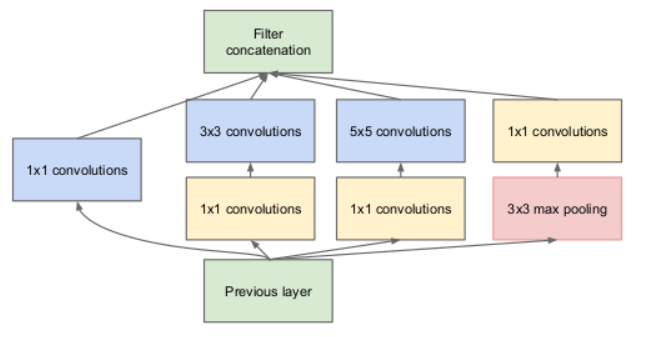 Filter
concatenation
3x3 convolutions
5x5 convolutions
1x1 convolutions
1x1 convolutions
1x1 convolutions
1x1 convolutions
3x3 max pooling
Previous layer